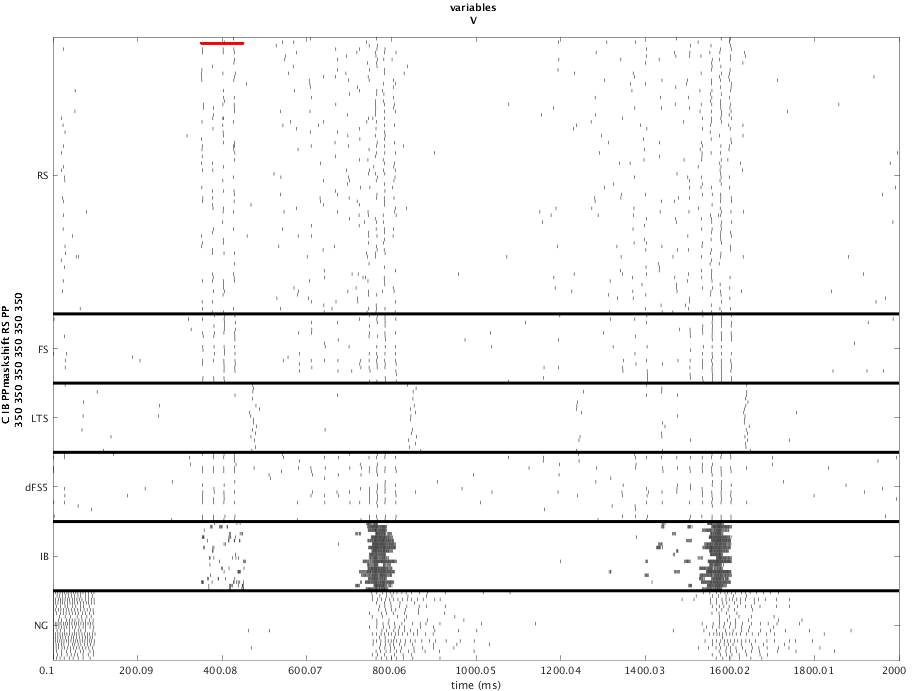 variables
V
C IB PPmaskshift RS PP
350 350 350 350 350
RS
FS
LTS
dFS5
IB
NG
0.1 200.09 400.08 600.07 800.06 1000.05 1200.04 1400.03 1600.02 1800.01 2000
time (ms)